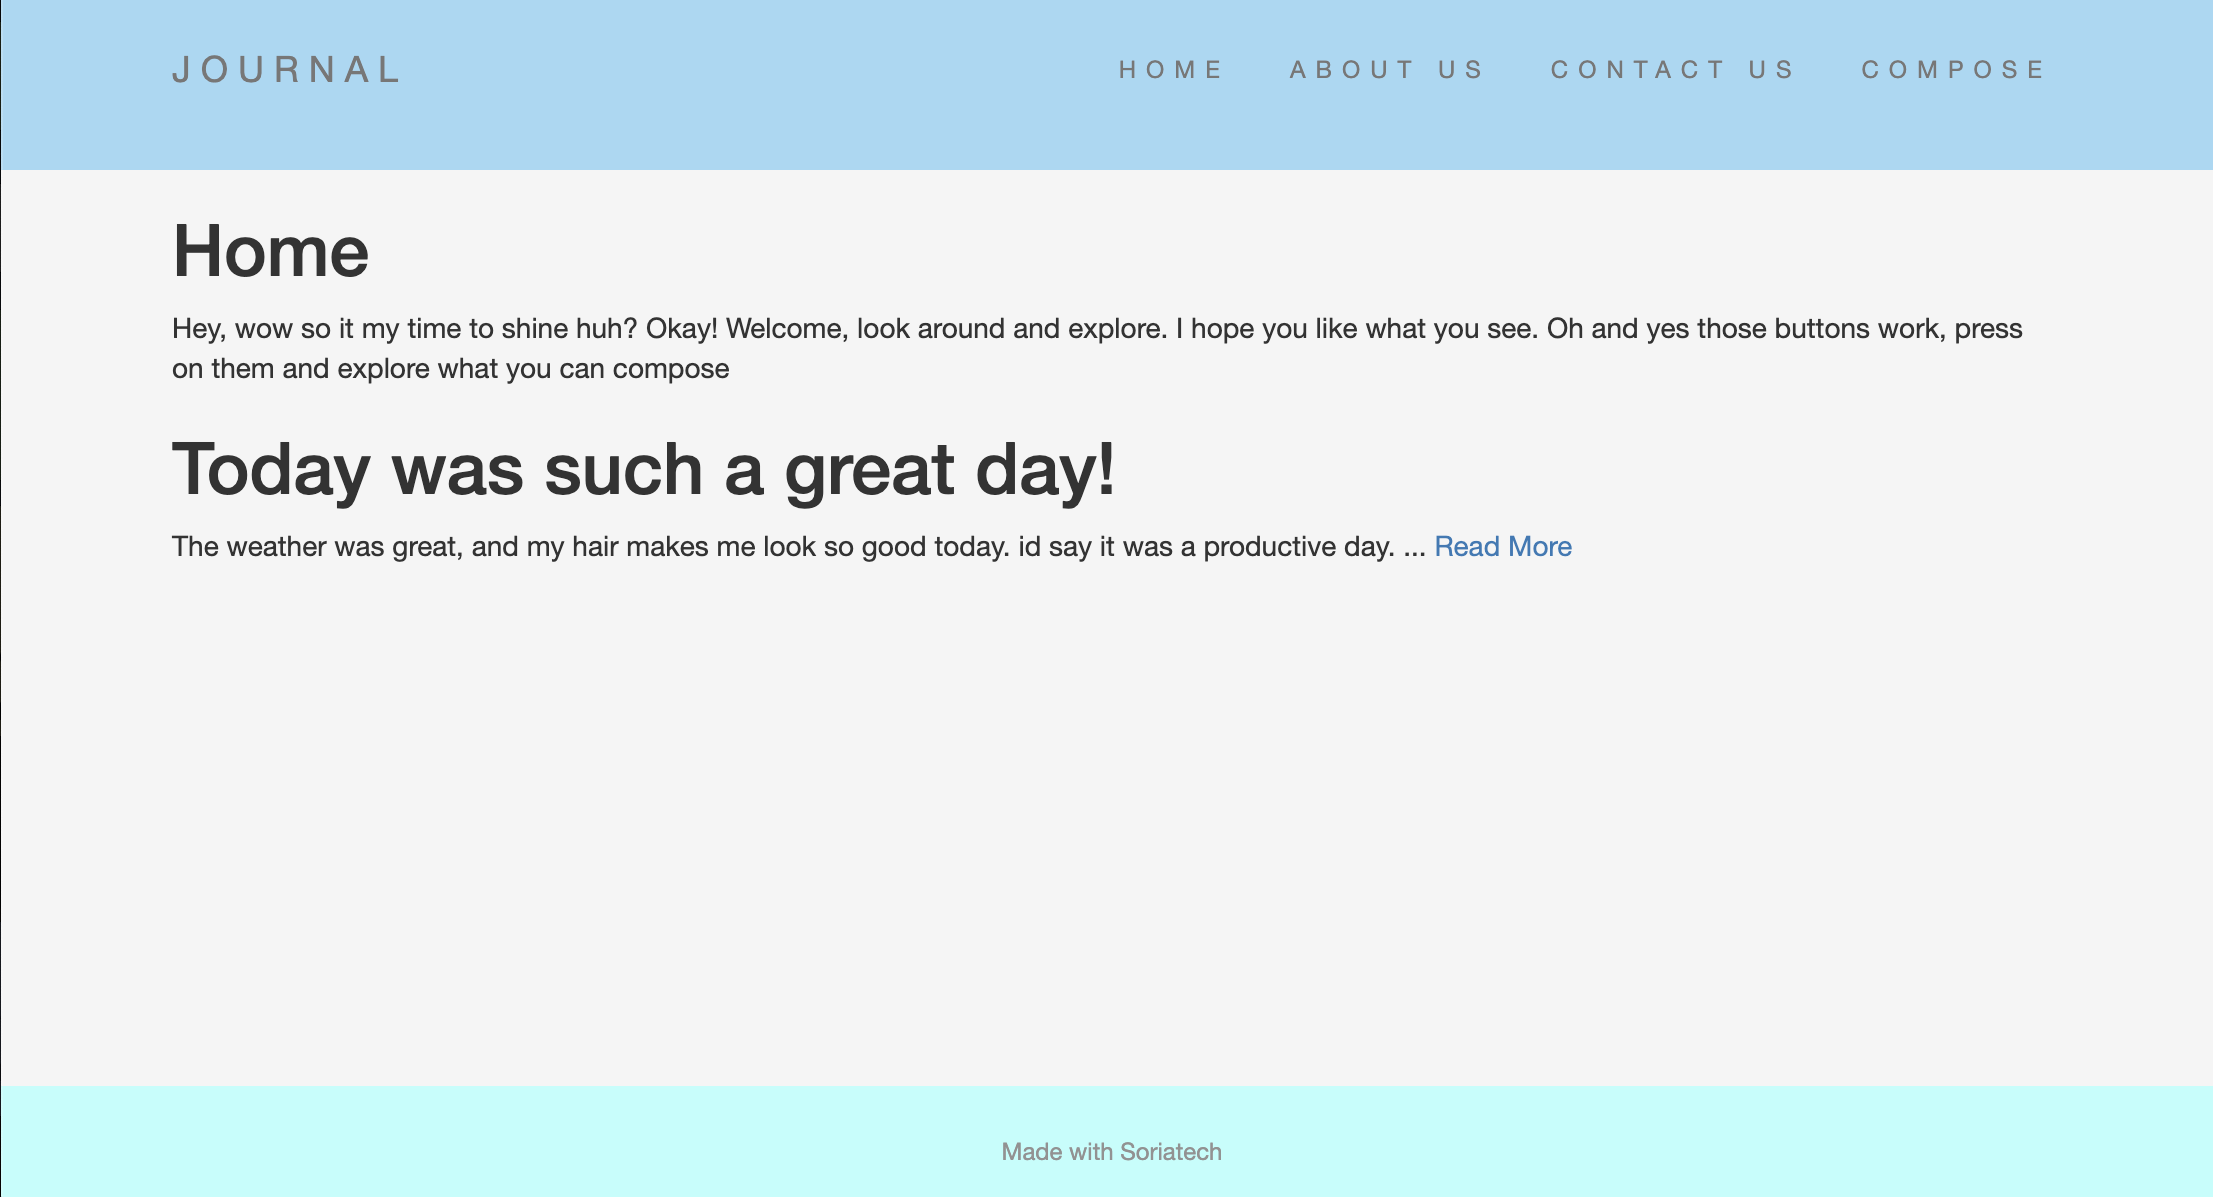 JOURNAL
HOME ABOUT US CONTACT US COMPOSE
Home
Hey, wow so it my time to shine huh? Okay! Welcome, look around and explore. I hope you like what you see. Oh and yes those buttons work, press
on them and explore what you can compose
Today was such a great day!
The weather was great, and my hair makes me look so good today. id say it was a productive day. ... Read More
Made with Soriatech